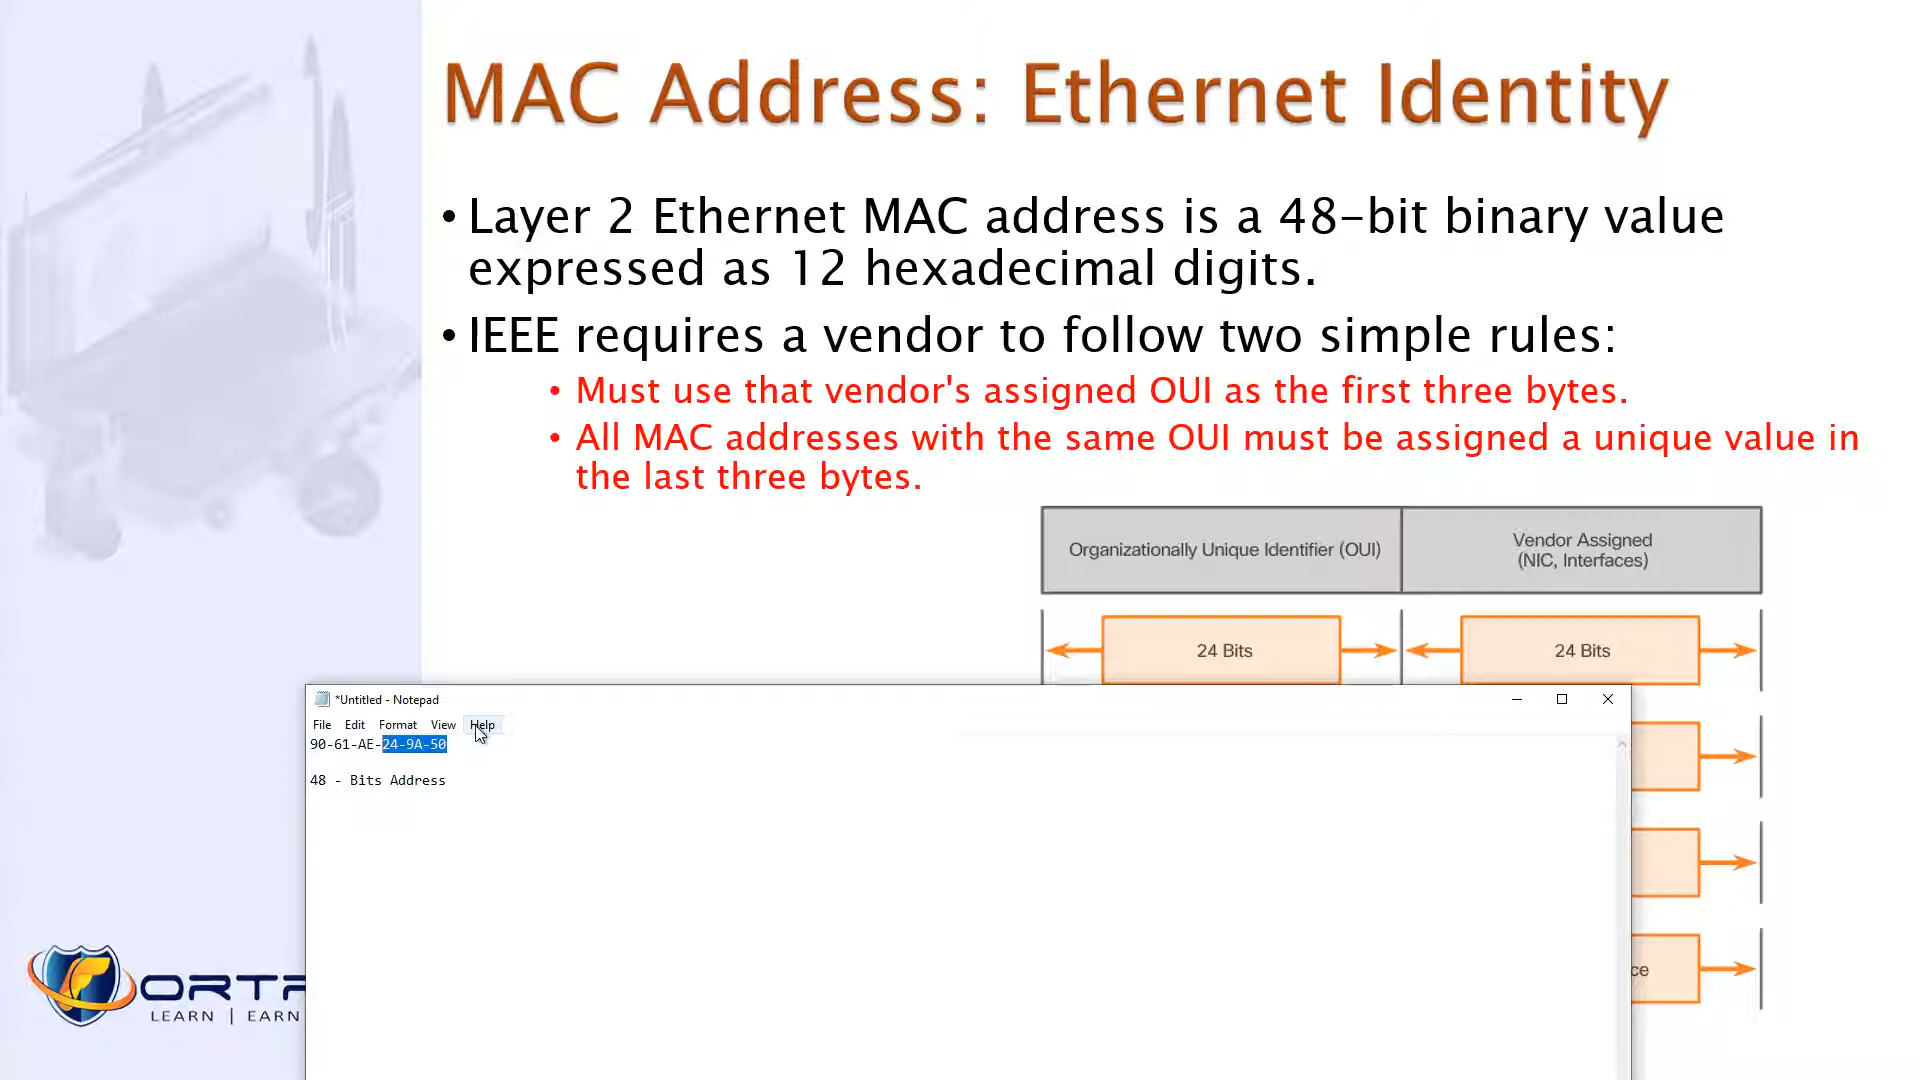 MAC Address: Ethernet Identity
• Layer 2 Ethernet MAC address is a 48-bit binary value
expressed as 12 hexadecimal digits.
• IEEE requires a vendor to follow two simple rules:
• Must use that vendor's assigned OUI as the first three bytes.
• All MAC addresses with the same OUI must be assigned a unique value in
the last three bytes.
Organizationally Unique Identifier (OUI)
Vendor Assigned
(NIC, Interfaces)
24 Bits
24 Bits
*Untitled - Notepad
File Edit Format View Help
90-61-AE-24-9A-50
48 - Bits Address
ce
ORTR
LEARN | EARN